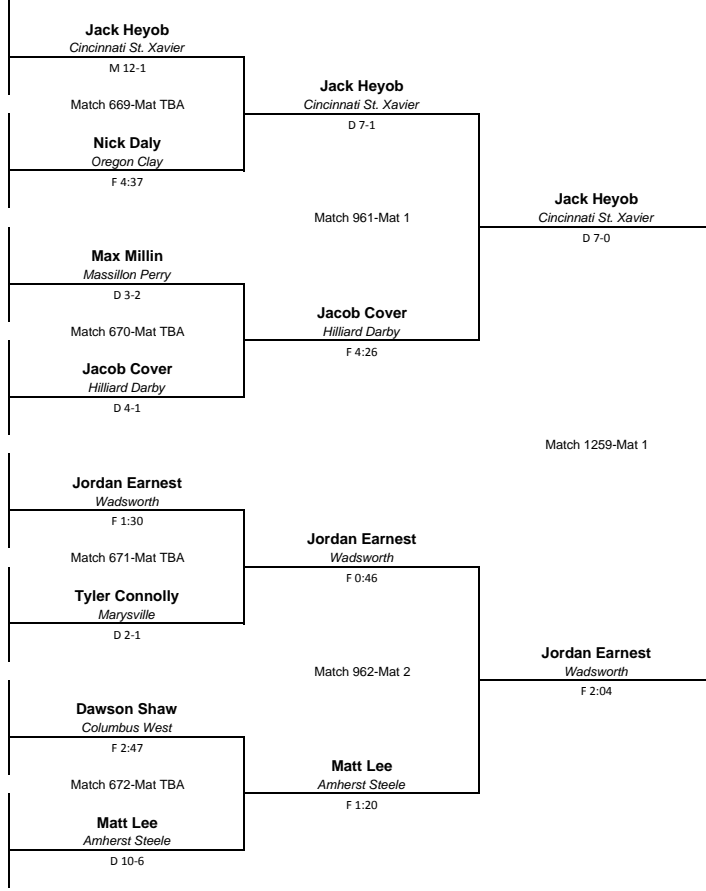 Jack Heyob
Cincinnati St. Xavier
M 12-1
Match 669-Mat TBA
Nick Daly
Oregon Clay
F 4:37
Max Millin
Massillon Perry
D 3-2
Match 670-Mat TBA
Jacob Cover
Hilliard Darby
D 4-1
Jordan Earnest
Wadsworth
F 1:30
Match 671-Mat TBA
Tyler Connolly
Marysville
D 2-1
Dawson Shaw
Columbus West
F 2:47
Match 672-Mat TBA
Matt Lee
Amherst Steele
D 10-6
Jack Heyob
Cincinnati St. Xavier
D 7-1
Match 961-Mat 1
Jacob Cover
Hilliard Darby
F 4:26
Jordan Earnest
Wadsworth
F 0:46
Match 962-Mat 2
Matt Lee
Amherst Steele
F 1:20
Jack Heyob
Cincinnati St. Xavier
D 7-0
Match 1259-Mat 1
Jordan Earnest
Wadsworth
F 2:04